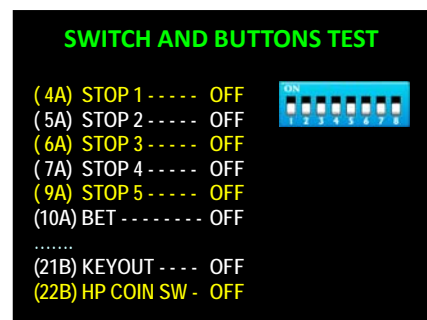 SWITCH AND BUTTONS TEST
( 4A) STOP 1 - - - - - OFF
( 5A) STOP 2 - - - - - OFF
( 6A) STOP 3 - - - - - OFF
( 7A) STOP 4 - - - - - OFF
( 9A) STOP 5 - - - - - OFF
(10A) BET - - - - - - - - OFF
.......
(21B) KEYOUT - - - - OFF
(22B) HP COIN SW - OFF
ON
1 2 3 4 5 6 7 8